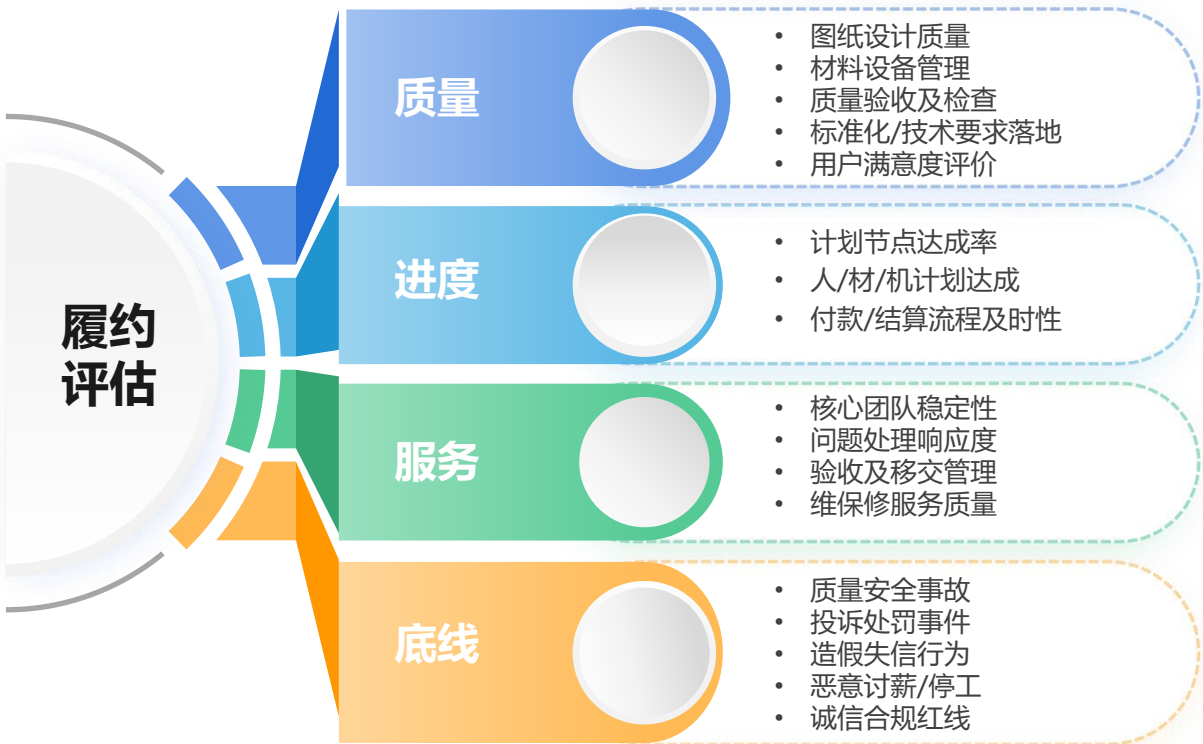 履约
评估
质量
• 图纸设计质量
• 材料设备管理
• 质量验收及检查
• 标准化/技术要求落地
• 用户满意度评价
进度
• 计划节点达成率
• 人/材/机计划达成
• 付款/结算流程及时性
服务
• 核心团队稳定性
• 问题处理响应度
• 验收及移交管理
• 维保修服务质量
底线
• 质量安全事故
• 投诉处罚事件
• 造假失信行为
• 恶意讨薪/停工
• 诚信合规红线